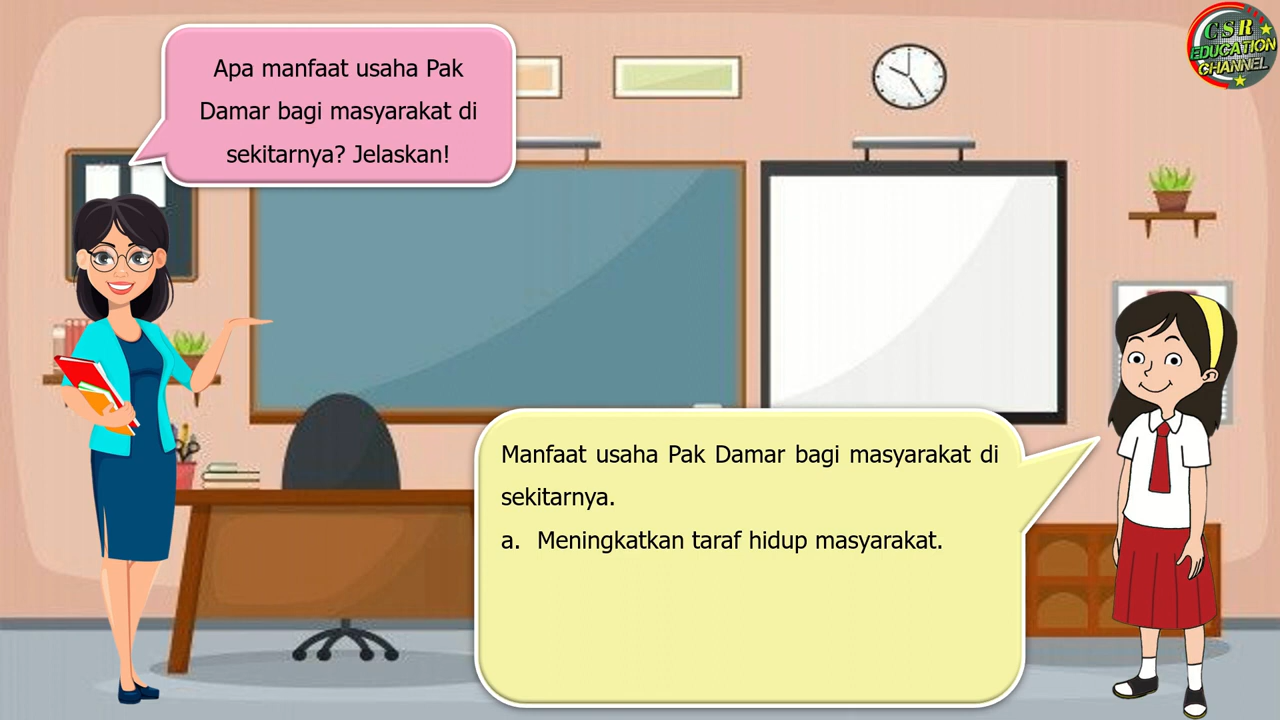 Apa manfaat usaha Pak
Damar bagi masyarakat di
sekitarnya? Jelaskan!
CSR
EDUCATION
CHANNEL
Manfaat usaha Pak Damar bagi masyarakat di
sekitarnya.
a. Meningkatkan taraf hidup masyarakat.